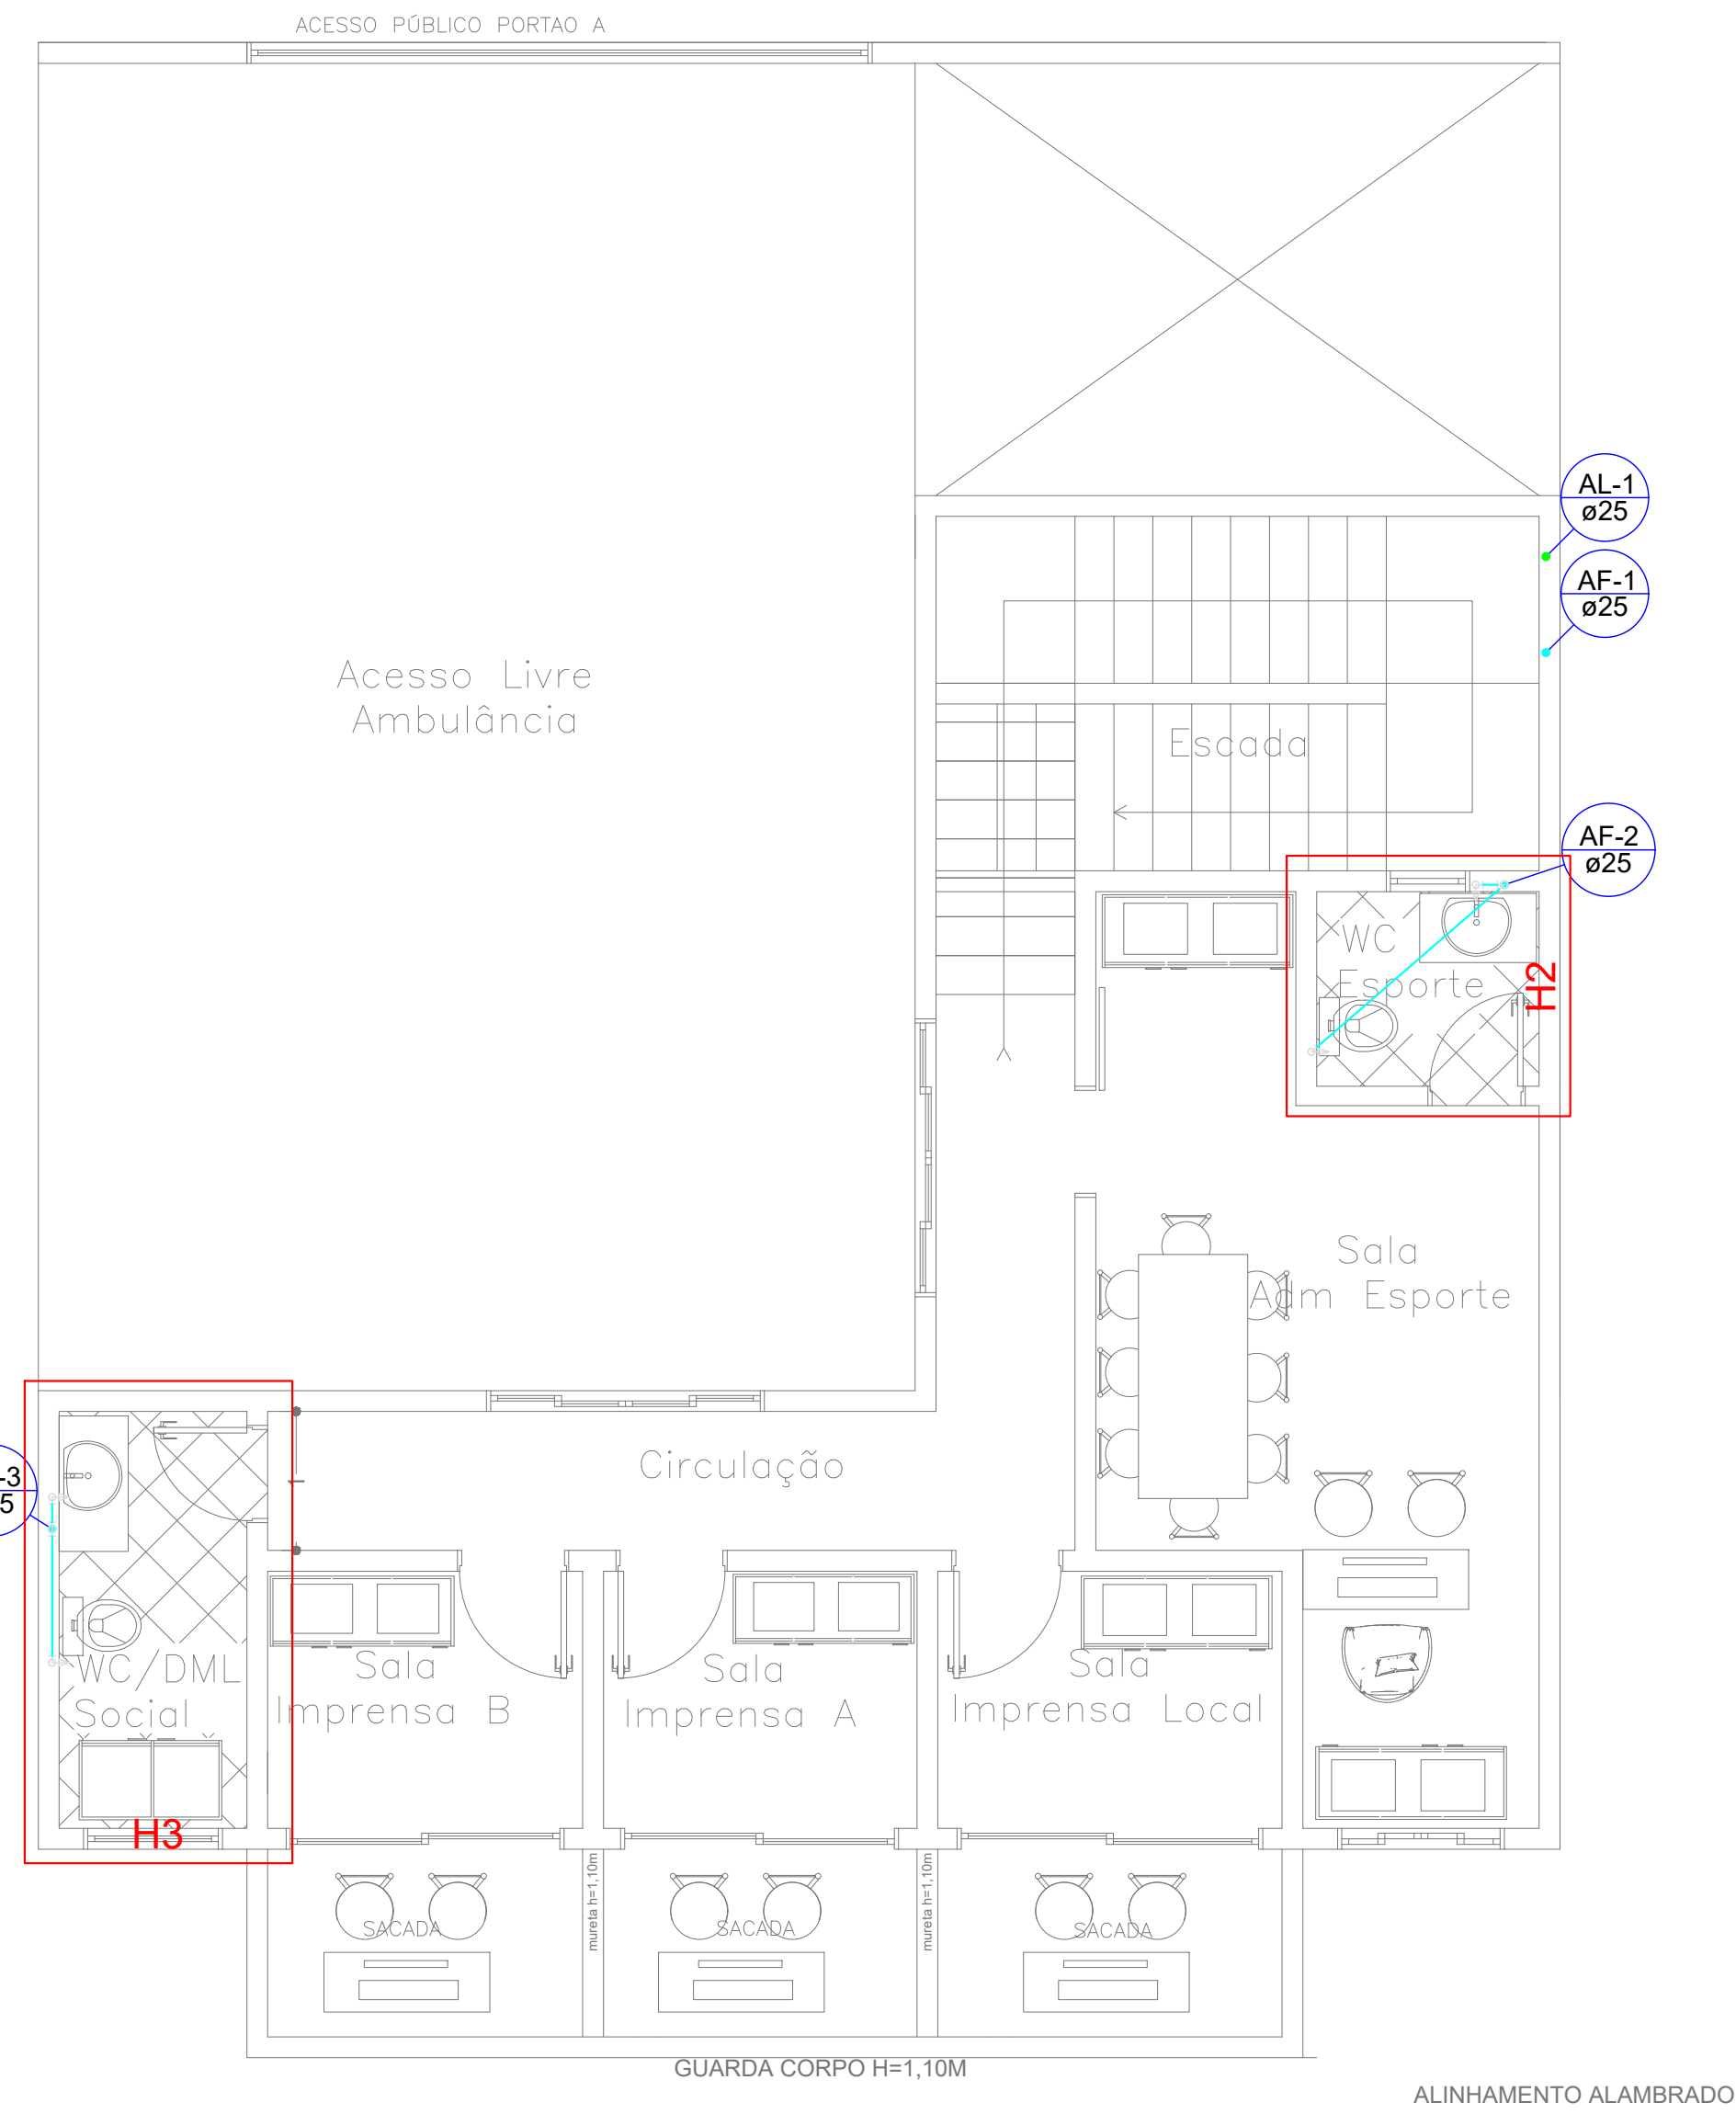 ACESSO PÚBLICO PORTAO A
AL-1
ø25
AF-1
ø25
Acesso Livre
Ambulância
Escada
AF-2
ø25
WC
Esporte
H2
Sala
Adm Esporte
Circulação
-3
5
WC/DML
Social
Sala
Imprensa B
Sala
Imprensa A
Sala
Imprensa Local
H3
mureta h=1,10m
mureta h=1,10m
SACADA
SACADA
SACADA
GUARDA CORPO H=1,10M
ALINHAMENTO ALAMBRADO